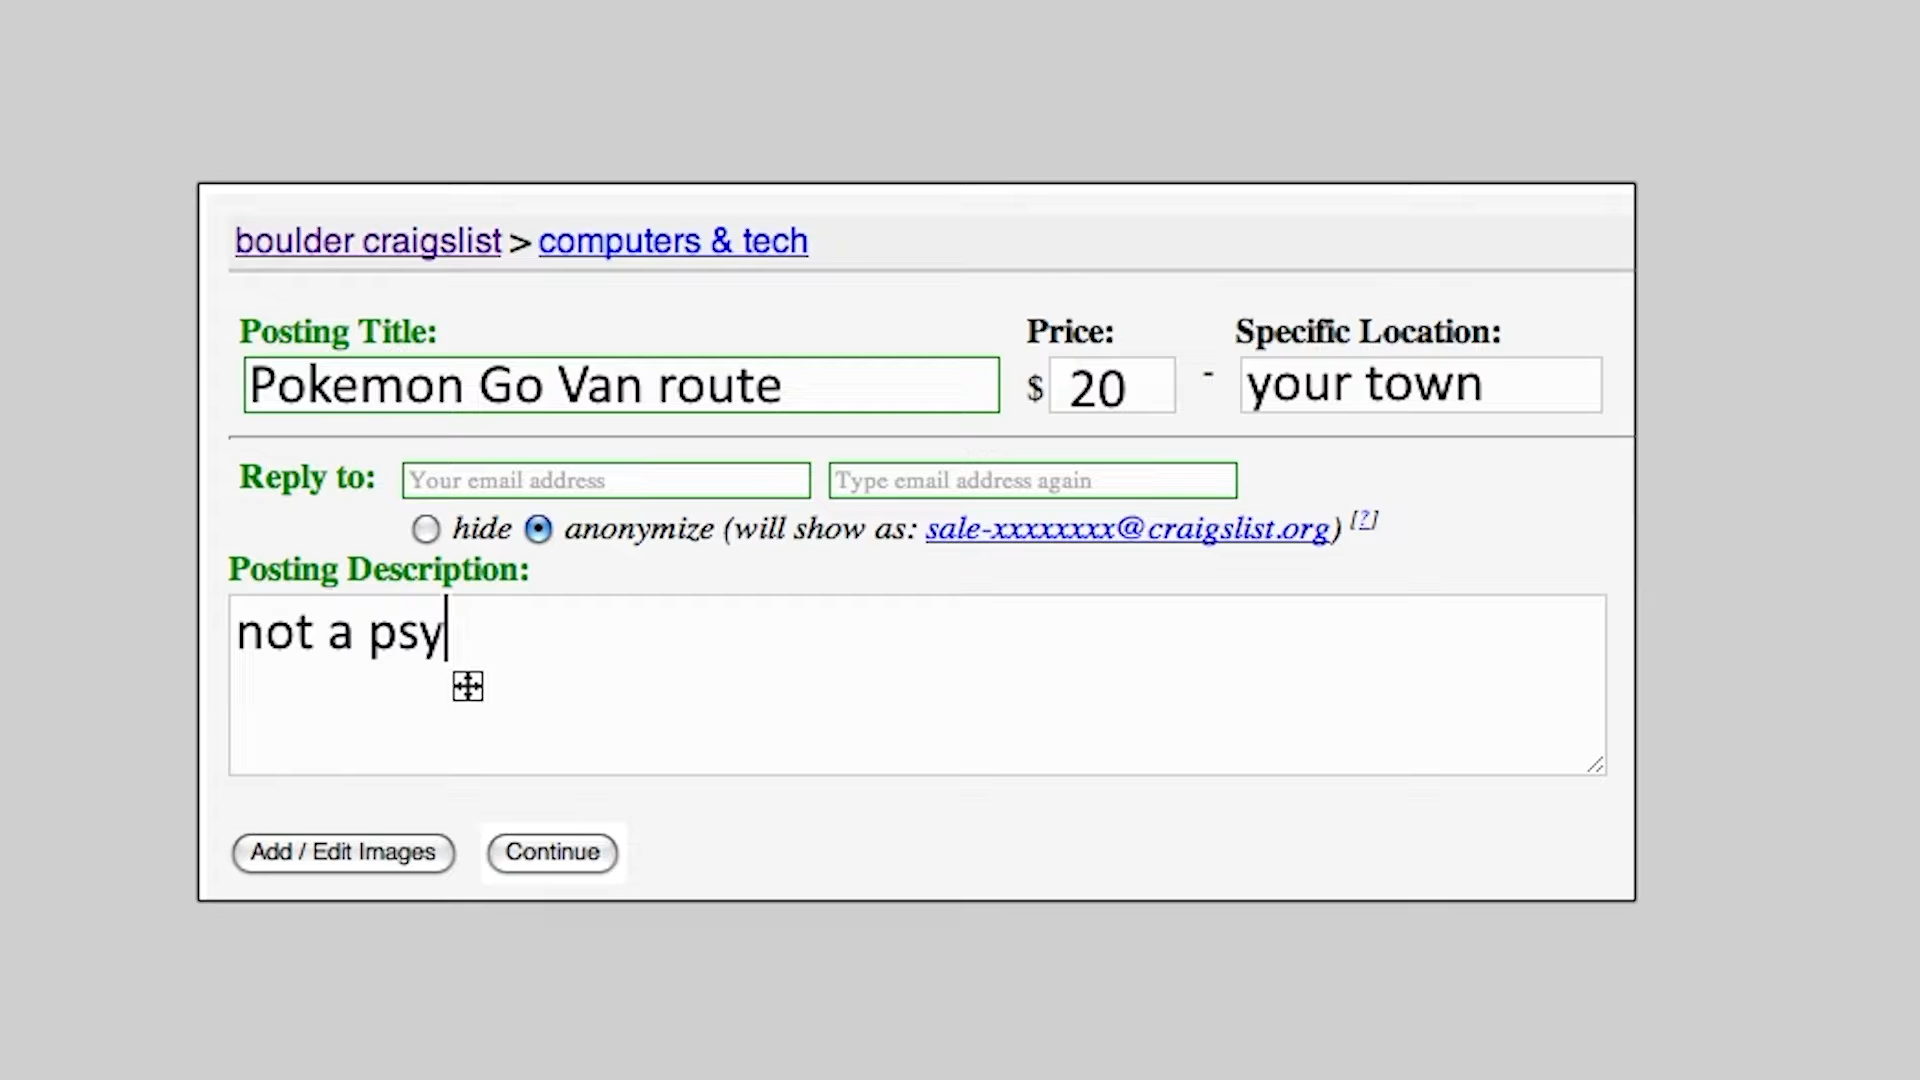 boulder craigslist > computers & tech
Posting Title: Price: Specific Location:
Pokemon Go Van route $ 20 - your town
Reply to: Your email address Type email address again
hide anonymize (will show as: sale-xxxxxxxx@craigslist.org) [?]
Posting Description:
not a psy
Add / Edit Images Continue